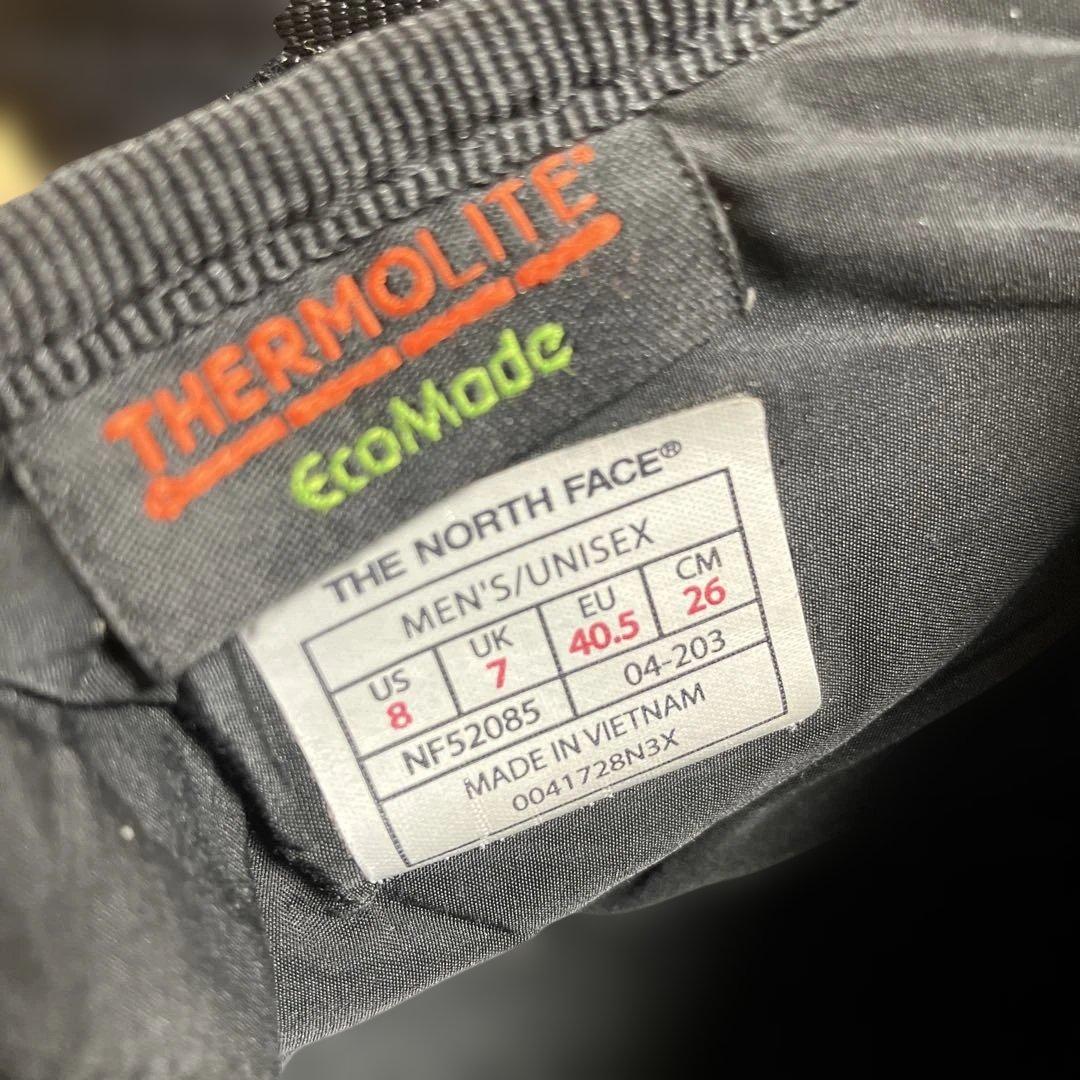 THERMOLITE®
EcoMode
THE NORTH FACE®
MEN'S/UNISEX
US UK EU CM
8 7 40.5 26
NF52085 04-203
MADE IN VIETNAM
0041728N3X